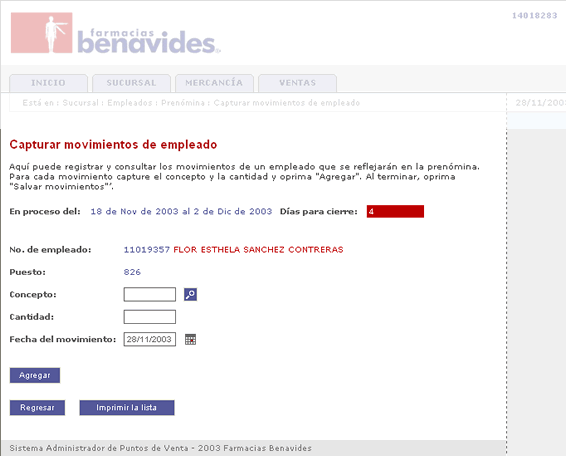 14018283
farmacias
benavides
INICIO SUCURSAL MERCANCÍA VENTAS
Está en : Sucursal : Empleados : Prenómina : Capturar movimientos de empleado 28/11/2003
Capturar movimientos de empleado
Aquí puede registrar y consultar los movimientos de un empleado que se reflejarán en la prenómina.
Para cada movimiento capture el concepto y la cantidad y oprima "Agregar". Al terminar, oprima
"Salvar movimientos"'.
En proceso del: 18 de Nov de 2003 al 2 de Dic de 2003 Días para cierre: 4
No. de empleado: 11019357 FLOR ESTHELA SANCHEZ CONTRERAS
Puesto: 826
Concepto:
Cantidad:
Fecha del movimiento: 28/11/2003
Agregar
Regresar Imprimir la lista
Sistema Administrador de Puntos de Venta - 2003 Farmacias Benavides